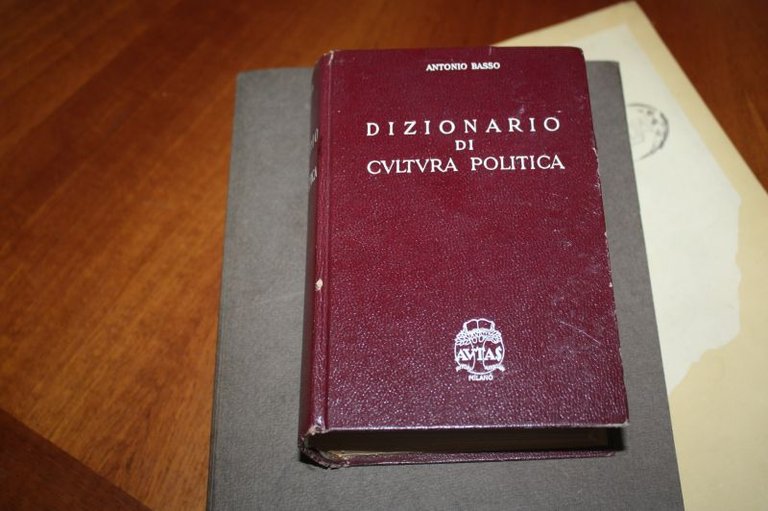 ANTONIO BASSO
DIZIONARIO
DI
CVLTVRA POLITICA
AVTAS
MILANO